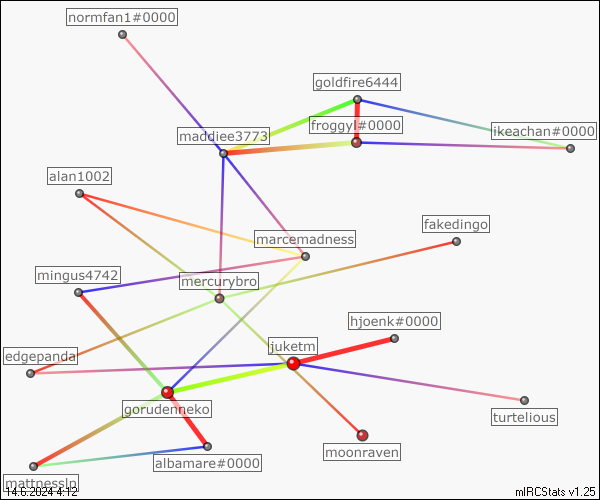 normfan1#0000
goldfire6444
froggyl#0000
ikeachan#0000
maddiee3773
alan1002
fakedingo
marcemadness
mingus4742
mercurybro
hjoenk#0000
juketm
edgepanda
gorudenneko
turtelious
moonraven
albamare#0000
mattnesslp
14.6.2024 4:12
mIRCStats v1.25